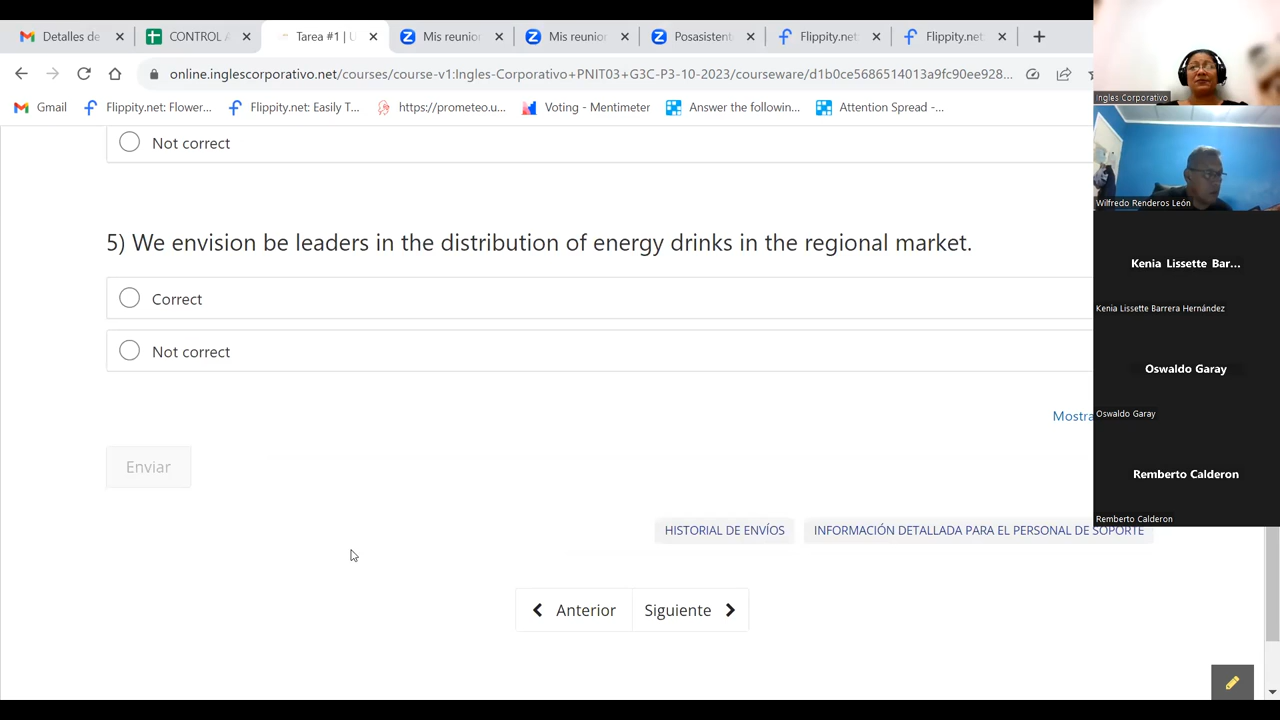 Detalles de
CONTROL A
Tarea #1 | U
Mis reunio
Mis reunio
Posasistent
Flippity.net
Flippity.net
online.inglescorporativo.net/courses/course-v1:Ingles-Corporativo+PNIT03+G3C-P3-10-2023/courseware/d1b0ce5686514013a9fc90ee928...
Gmail
Flippity.net: Flower...
Flippity.net: Easily T...
https://peacheteo.u...
Voting - Mentimeter
Answer the followin...
Attention Spread -...
Not correct
5) We envision be leaders in the distribution of energy drinks in the regional market.
Correct
Not correct
Mostra
Enviar
HISTORIAL DE ENVÍOS
INFORMACIÓN DETALLADA PARA EL PERSONAL DE SOPORTE
Anterior
Siguiente
Ingles Corporativo
Wilfredo Renderos León
Kenia Lissette Bar...
Kenia Lissette Barrera Hernández
Oswaldo Garay
Oswaldo Garay
Remberto Calderon
Remberto Calderon